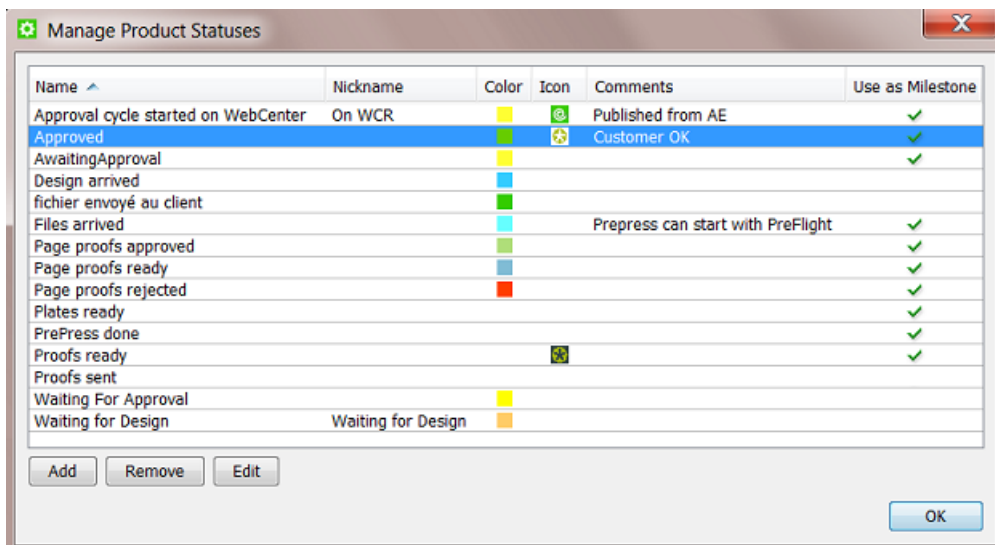 Manage Product Statuses
Name Nickname Color Icon Comments Use as Milestone
Approval cycle started on WebCenter On WCR Published from AE
Approved Customer OK
AwaitingApproval
Design arrived
fichier envoyé au client
Files arrived Prepress can start with PreFlight
Page proofs approved
Page proofs ready
Page proofs rejected
Plates ready
PrePress done
Proofs ready
Proofs sent
Waiting For Approval
Waiting for Design Waiting for Design
Add Remove Edit
OK